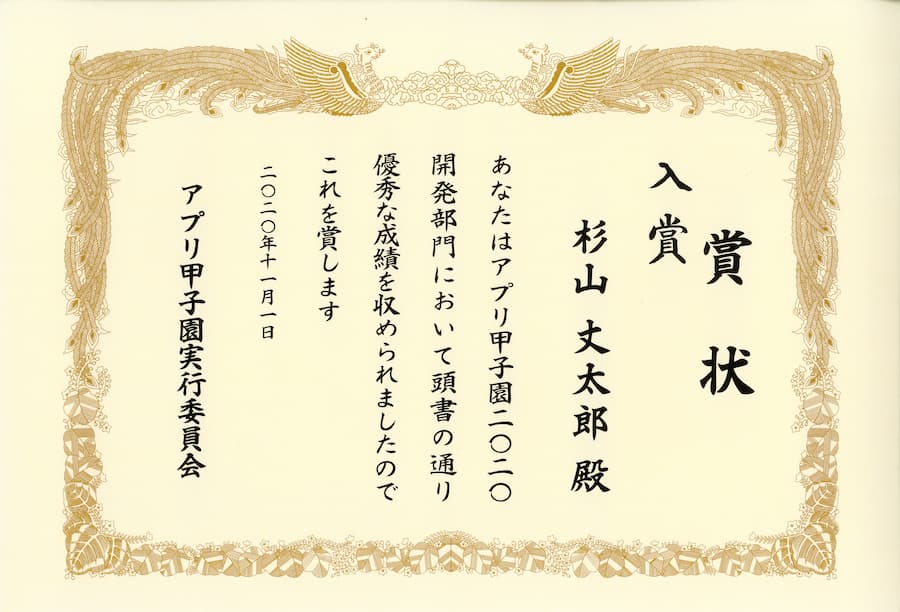 賞状
入賞
杉山 丈太郎 殿
あなたはアプリ甲子園二〇二〇
開発部門において頭書の通り
優秀な成績を収められましたので
これを賞します
二〇二〇年十一月一日
アプリ甲子園実行委員会